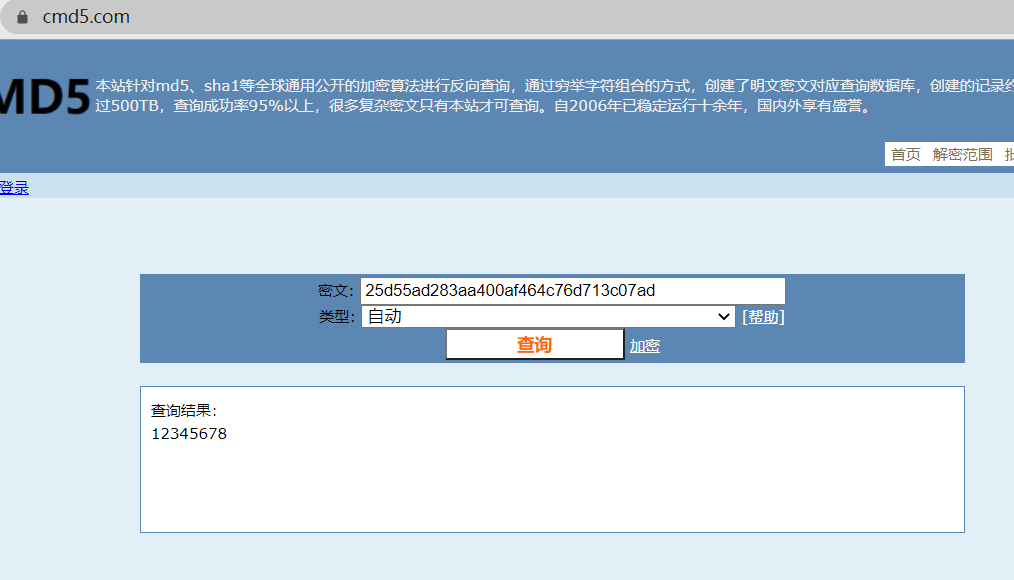 cmd5.com
MD5
本站针对md5、sha1等全球通用公开的加密算法进行反向查询，通过穷举字符组合的方式，创建了明文密文对应查询数据库，创建的记录约
过500TB，查询成功率95%以上，很多复杂密文只有本站才可查询。自2006年已稳定运行十余年，国内外享有盛誉。
首页 解密范围 批
登录
密文: 25d55ad283aa400af464c76d713c07ad
类型: 自动 [帮助]
查询 加密
查询结果:
12345678